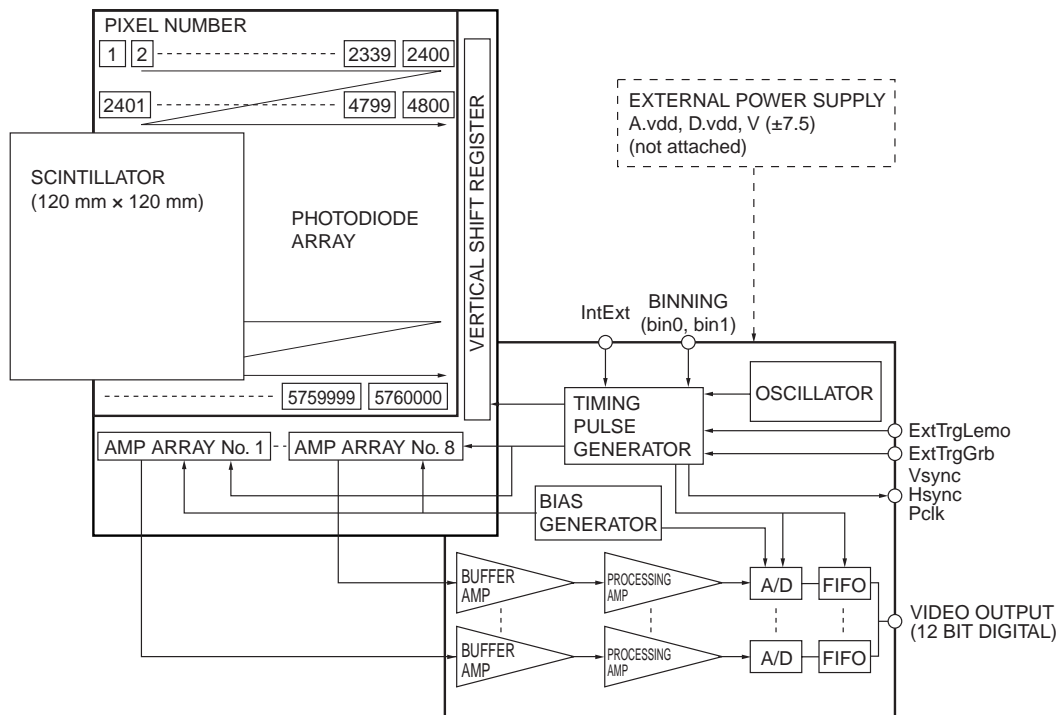 PIXEL NUMBER
1 2 2339 2400
2401 4799 4800
SCINTILLATOR
(120 mm × 120 mm)
PHOTODIODE
ARRAY
VERTICAL SHIFT REGISTER
5759999 5760000
EXTERNAL POWER SUPPLY
A.vdd, D.vdd, V (±7.5)
(not attached)
IntExt
BINNING
(bin0, bin1)
TIMING
PULSE
GENERATOR
OSCILLATOR
AMP ARRAY No. 1
AMP ARRAY No. 8
ExtTrgLemo
ExtTrgGrb
Vsync
Hsync
Pclk
BIAS
GENERATOR
BUFFER
AMP
PROCESSING
AMP
A/D
FIFO
VIDEO OUTPUT
(12 BIT DIGITAL)
BUFFER
AMP
PROCESSING
AMP
A/D
FIFO